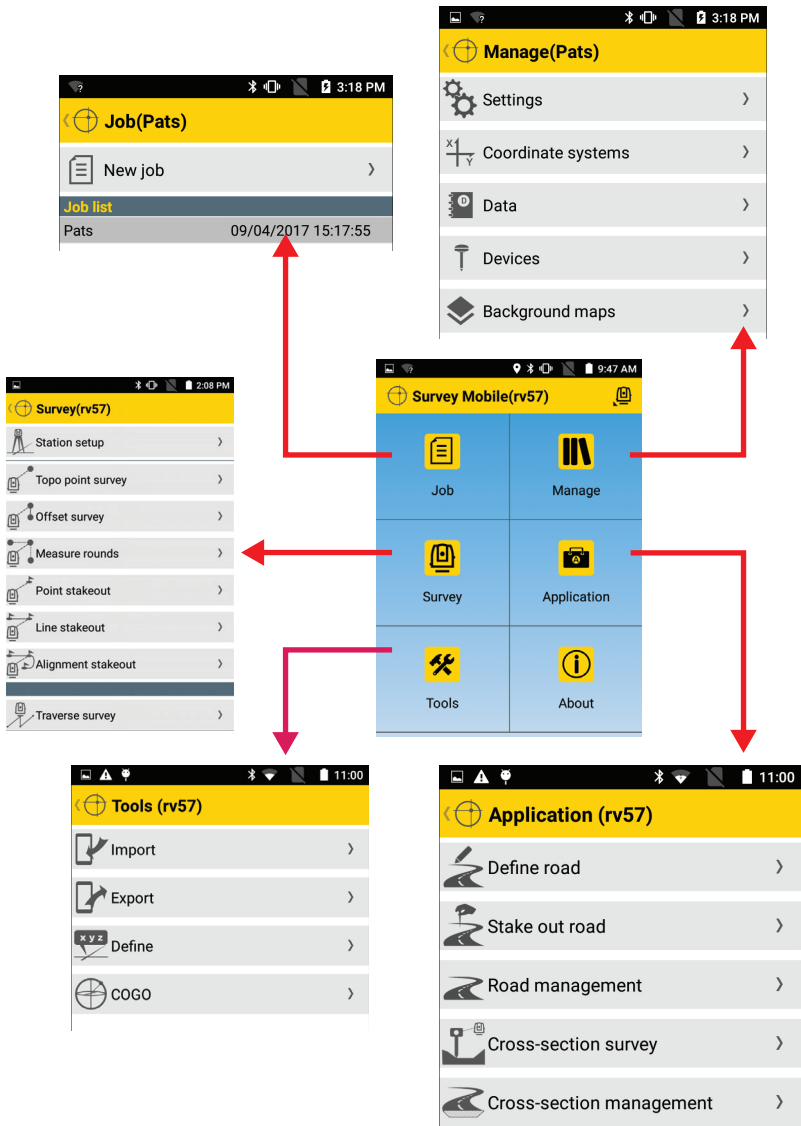 3:18 PM
Job(Pats)
New job
Job list
Pats 09/04/2017 15:17:55
3:18 PM
Manage(Pats)
Settings
Coordinate systems
Data
Devices
Background maps
2:08 PM
Survey(rv57)
Station setup
Topo point survey
Offset survey
Measure rounds
Point stakeout
Line stakeout
Alignment stakeout
Traverse survey
9:47 AM
Survey Mobile(rv57)
Job Manage
Survey Application
Tools About
11:00
Tools (rv57)
Import
Export
x y z
Define
COGO
11:00
Application (rv57)
Define road
Stake out road
Road management
Cross-section survey
Cross-section management